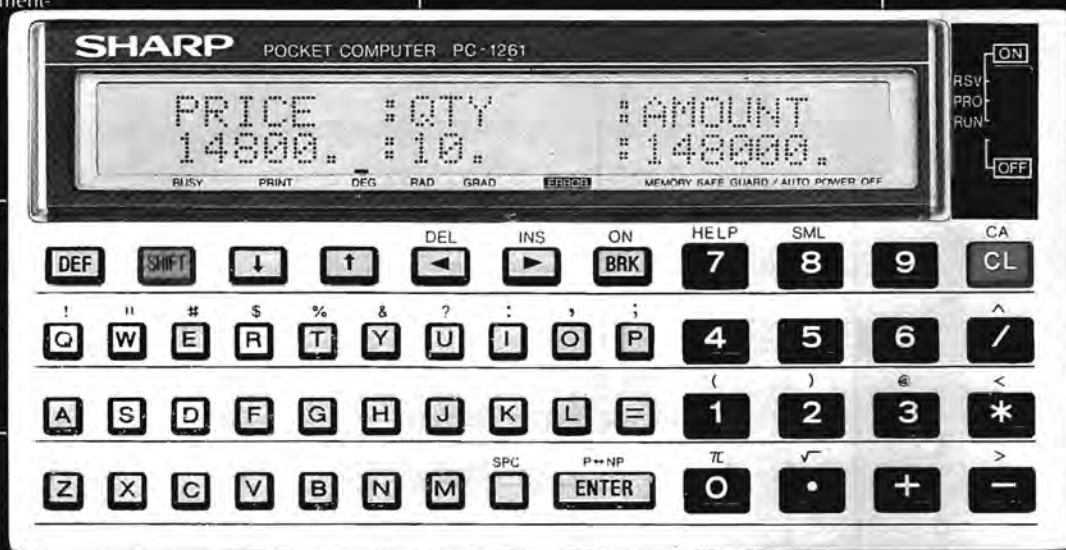 ment-
SHARP POCKET COMPUTER PC-1261
PRICE :QTY :AMOUNT
14800. :10. :148000.
BUSY PRINT DEG RAD GRAD ERROR MEMORY SAFE GUARD / AUTO POWER OFF
ON
RSV
PRO
RUN
OFF
DEL INS ON HELP SML CA
DEF SHIFT ↓ ↑ ◄ ► BRK 7 8 9 CL
! " # $ % & ? : , ; ^
Q W E R T Y U I O P 4 5 6 /
( ) @ <
A S D F G H J K L = 1 2 3 *
SPC P↔NP π √ >
Z X C V B N M ENTER 0 • + −